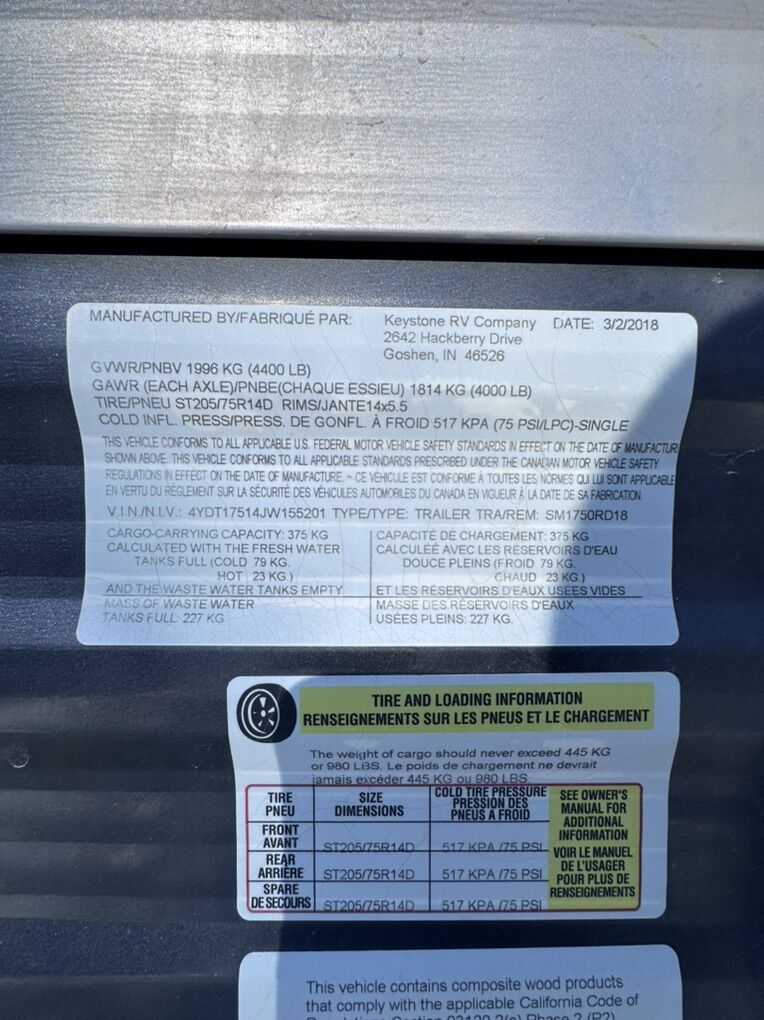 MANUFACTURED BY/FABRIQUÉ PAR: Keystone RV Company DATE: 3/2/2018
2642 Hackberry Drive
Goshen, IN 46526
GVWR/PNBV 1996 KG (4400 LB)
GAWR (EACH AXLE)/PNBE(CHAQUE ESSIEU) 1814 KG (4000 LB)
TIRE/PNEU ST205/75R14D RIMS/JANTE14x5.5
COLD INFL. PRESS/PRESS. DE GONFL. À FROID 517 KPA (75 PSI/LPC)-SINGLE
THIS VEHICLE CONFORMS TO ALL APPLICABLE U.S. FEDERAL MOTOR VEHICLE SAFETY STANDARDS IN EFFECT ON THE DATE OF MANUFACTUR
SHOWN ABOVE. THIS VEHICLE CONFORMS TO ALL APPLICABLE STANDARDS PRESCRIBED UNDER THE CANADIAN MOTOR VEHICLE SAFETY
REGULATIONS IN EFFECT ON THE DATE OF MANUFACTURE. ~ CE VÉHICULE EST CONFORME À TOUTES LES NORMES QUI LUI SONT APPLICABLE
EN VERTU DU RÉGLEMENT SUR LA SÉCURITÉ DES VÉHICULES AUTOMOBILES DU CANADA EN VIGUEUR À LA DATE DE SA FABRICATION.
V.I.N./N.I.V.: 4YDT17514JW155201 TYPE/TYPE: TRAILER TRA/REM: SM1750RD18
CARGO-CARRYING CAPACITY: 375 KG
CALCULATED WITH THE FRESH WATER
TANKS FULL (COLD 79 KG.
HOT 23 KG.)
AND THE WASTE WATER TANKS EMPTY
MASS OF WASTE WATER
TANKS FULL: 227 KG
CAPACITÉ DE CHARGEMENT: 375 KG
CALCULÉE AVEC LES RÉSERVOIRS D'EAU
DOUCE PLEINS (FROID 79 KG.
CHAUD 23 KG.)
ET LES RÉSERVOIRS D'EAUX USÉES VIDES
MASSE DES RÉSERVOIRS D'EAUX
USÉES PLEINS: 227 KG.
TIRE AND LOADING INFORMATION
RENSEIGNEMENTS SUR LES PNEUS ET LE CHARGEMENT
The weight of cargo should never exceed 445 KG
or 980 LBS. Le poids de chargement ne devrait
jamais excéder 445 KG ou 980 LBS.
TIRE
PNEU
SIZE
DIMENSIONS
COLD TIRE PRESSURE
PRESSION DES
PNEUS À FROID
FRONT
AVANT
ST205/75R14D 517 KPA /75 PSI
REAR
ARRIÈRE
ST205/75R14D 517 KPA /75 PSI
SPARE
DE SECOURS
ST205/75R14D 517 KPA /75 PSI
SEE OWNER'S
MANUAL FOR
ADDITIONAL
INFORMATION
VOIR LE MANUEL
DE L'USAGER
POUR PLUS DE
RENSEIGNEMENTS
This vehicle contains composite wood products
that comply with the applicable California Code of